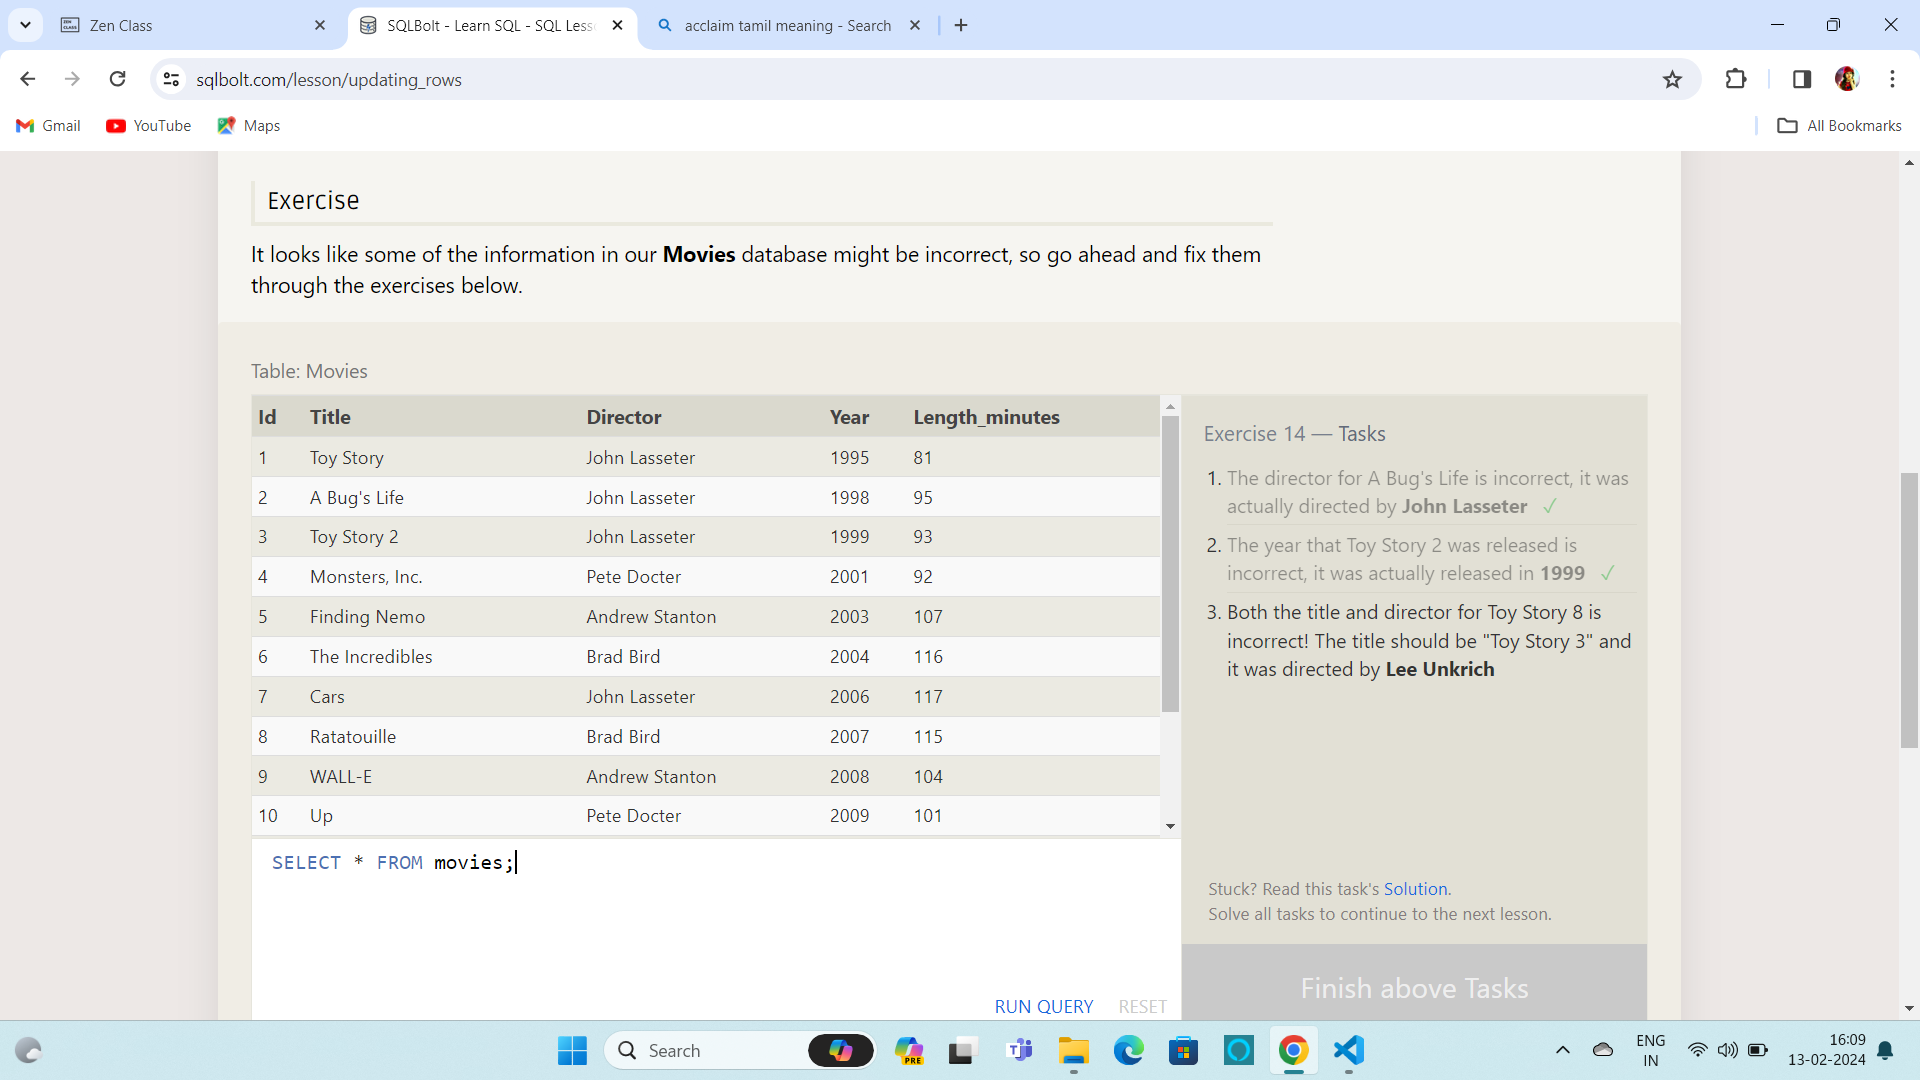 Zen Class
SQLBolt - Learn SQL - SQL Less
acclaim tamil meaning - Search
sqlbolt.com/lesson/updating_rows
Gmail
YouTube
Maps
All Bookmarks
Exercise
It looks like some of the information in our Movies database might be incorrect, so go ahead and fix them
through the exercises below.
Table: Movies
Id Title Director Year Length_minutes
1 Toy Story John Lasseter 1995 81
2 A Bug's Life John Lasseter 1998 95
3 Toy Story 2 John Lasseter 1999 93
4 Monsters, Inc. Pete Docter 2001 92
5 Finding Nemo Andrew Stanton 2003 107
6 The Incredibles Brad Bird 2004 116
7 Cars John Lasseter 2006 117
8 Ratatouille Brad Bird 2007 115
9 WALL-E Andrew Stanton 2008 104
10 Up Pete Docter 2009 101
SELECT * FROM movies;
RUN QUERY RESET
Exercise 14 — Tasks
1. The director for A Bug's Life is incorrect, it was
actually directed by John Lasseter ✓
2. The year that Toy Story 2 was released is
incorrect, it was actually released in 1999 ✓
3. Both the title and director for Toy Story 8 is
incorrect! The title should be "Toy Story 3" and
it was directed by Lee Unkrich
Stuck? Read this task's Solution.
Solve all tasks to continue to the next lesson.
Finish above Tasks
Search
PRE
ENG
IN
16:09
13-02-2024